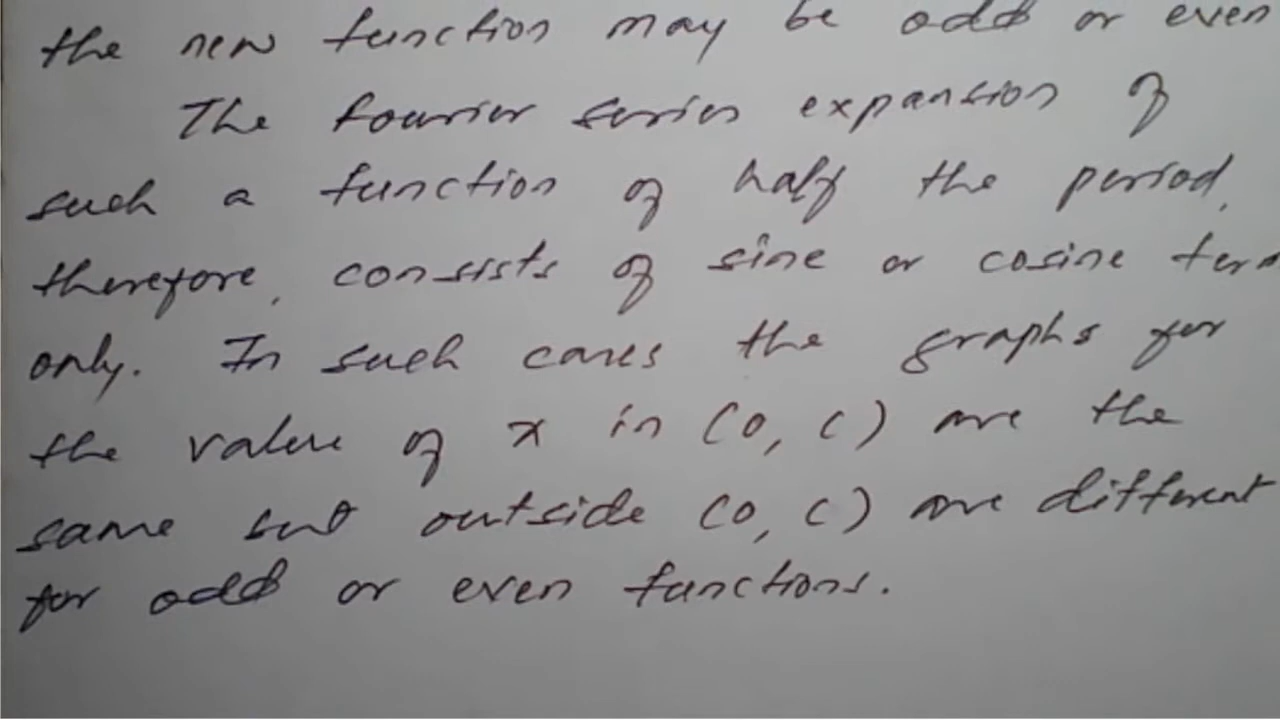 the new function may be odd or even
The fourier series expansion of
such a function of half the period,
therefore, consists of sine or cosine term
only. In such cases the graphs for
the value of x in (0, c) are the
same but outside (0, c) are different
for odd or even functions.